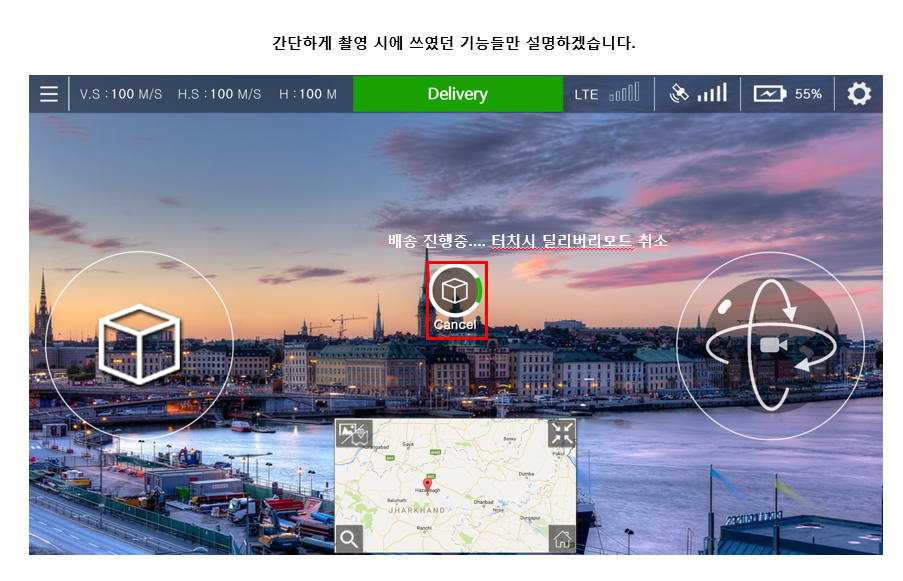 간단하게 촬영 시에 쓰였던 기능들만 설명하겠습니다.
V.S : 100 M/S H.S : 100 M/S H : 100 M Delivery LTE 55%
배송 진행중.... 터치시 딜리버리모드 취소
Cancel
Gaya
Banka
Pakur
Dumka
Hazaribagh
Balumath
Dhanbad
JHARKHAND
Durgapur
Ranchi